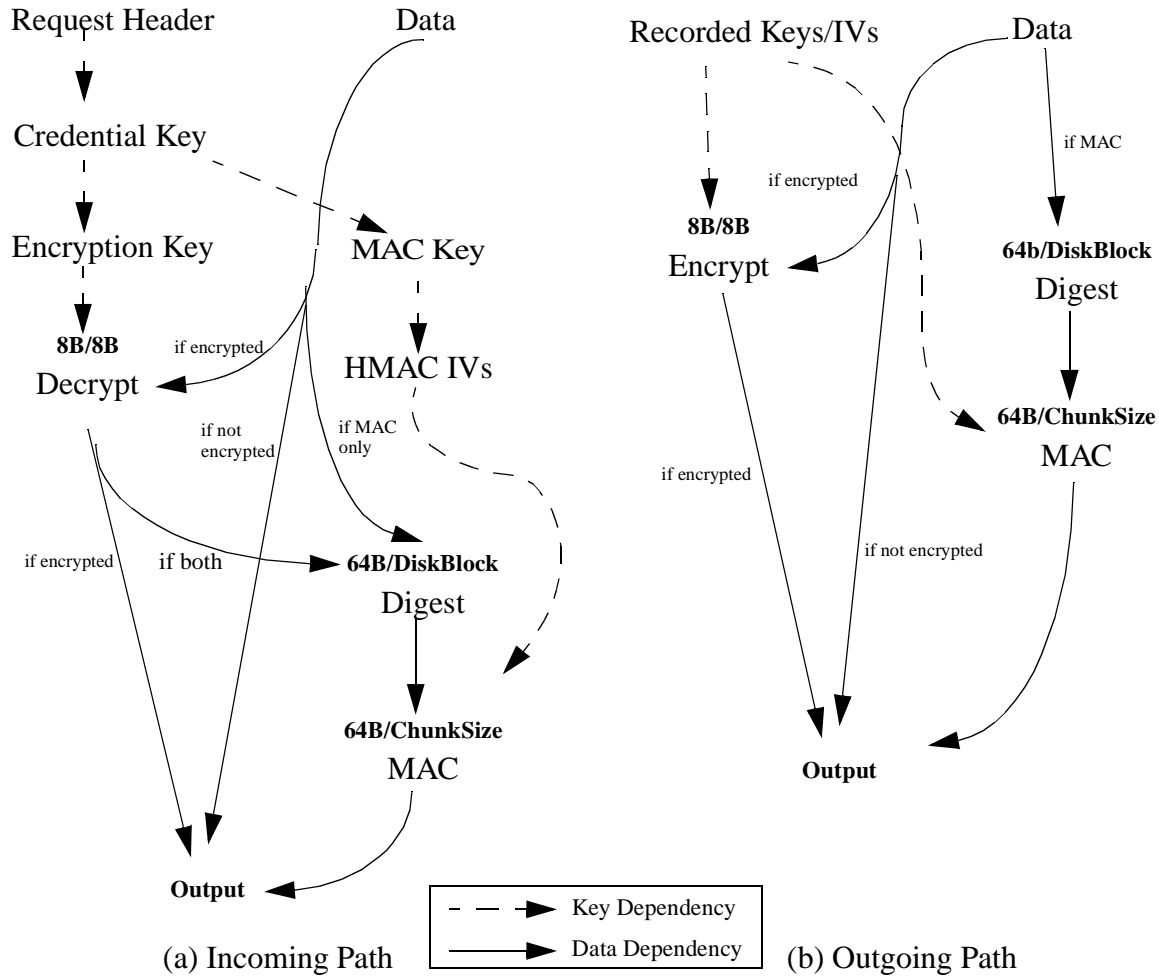 Request Header
Data
Credential Key
Encryption Key
MAC Key
8B/8B
Decrypt
if encrypted
HMAC IVs
if not
encrypted
if MAC
only
if encrypted
if both
64B/DiskBlock
Digest
64B/ChunkSize
MAC
Output
(a) Incoming Path
Recorded Keys/IVs
Data
if MAC
if encrypted
8B/8B
Encrypt
64b/DiskBlock
Digest
64B/ChunkSize
MAC
if encrypted
if not encrypted
Output
Key Dependency
Data Dependency
(b) Outgoing Path